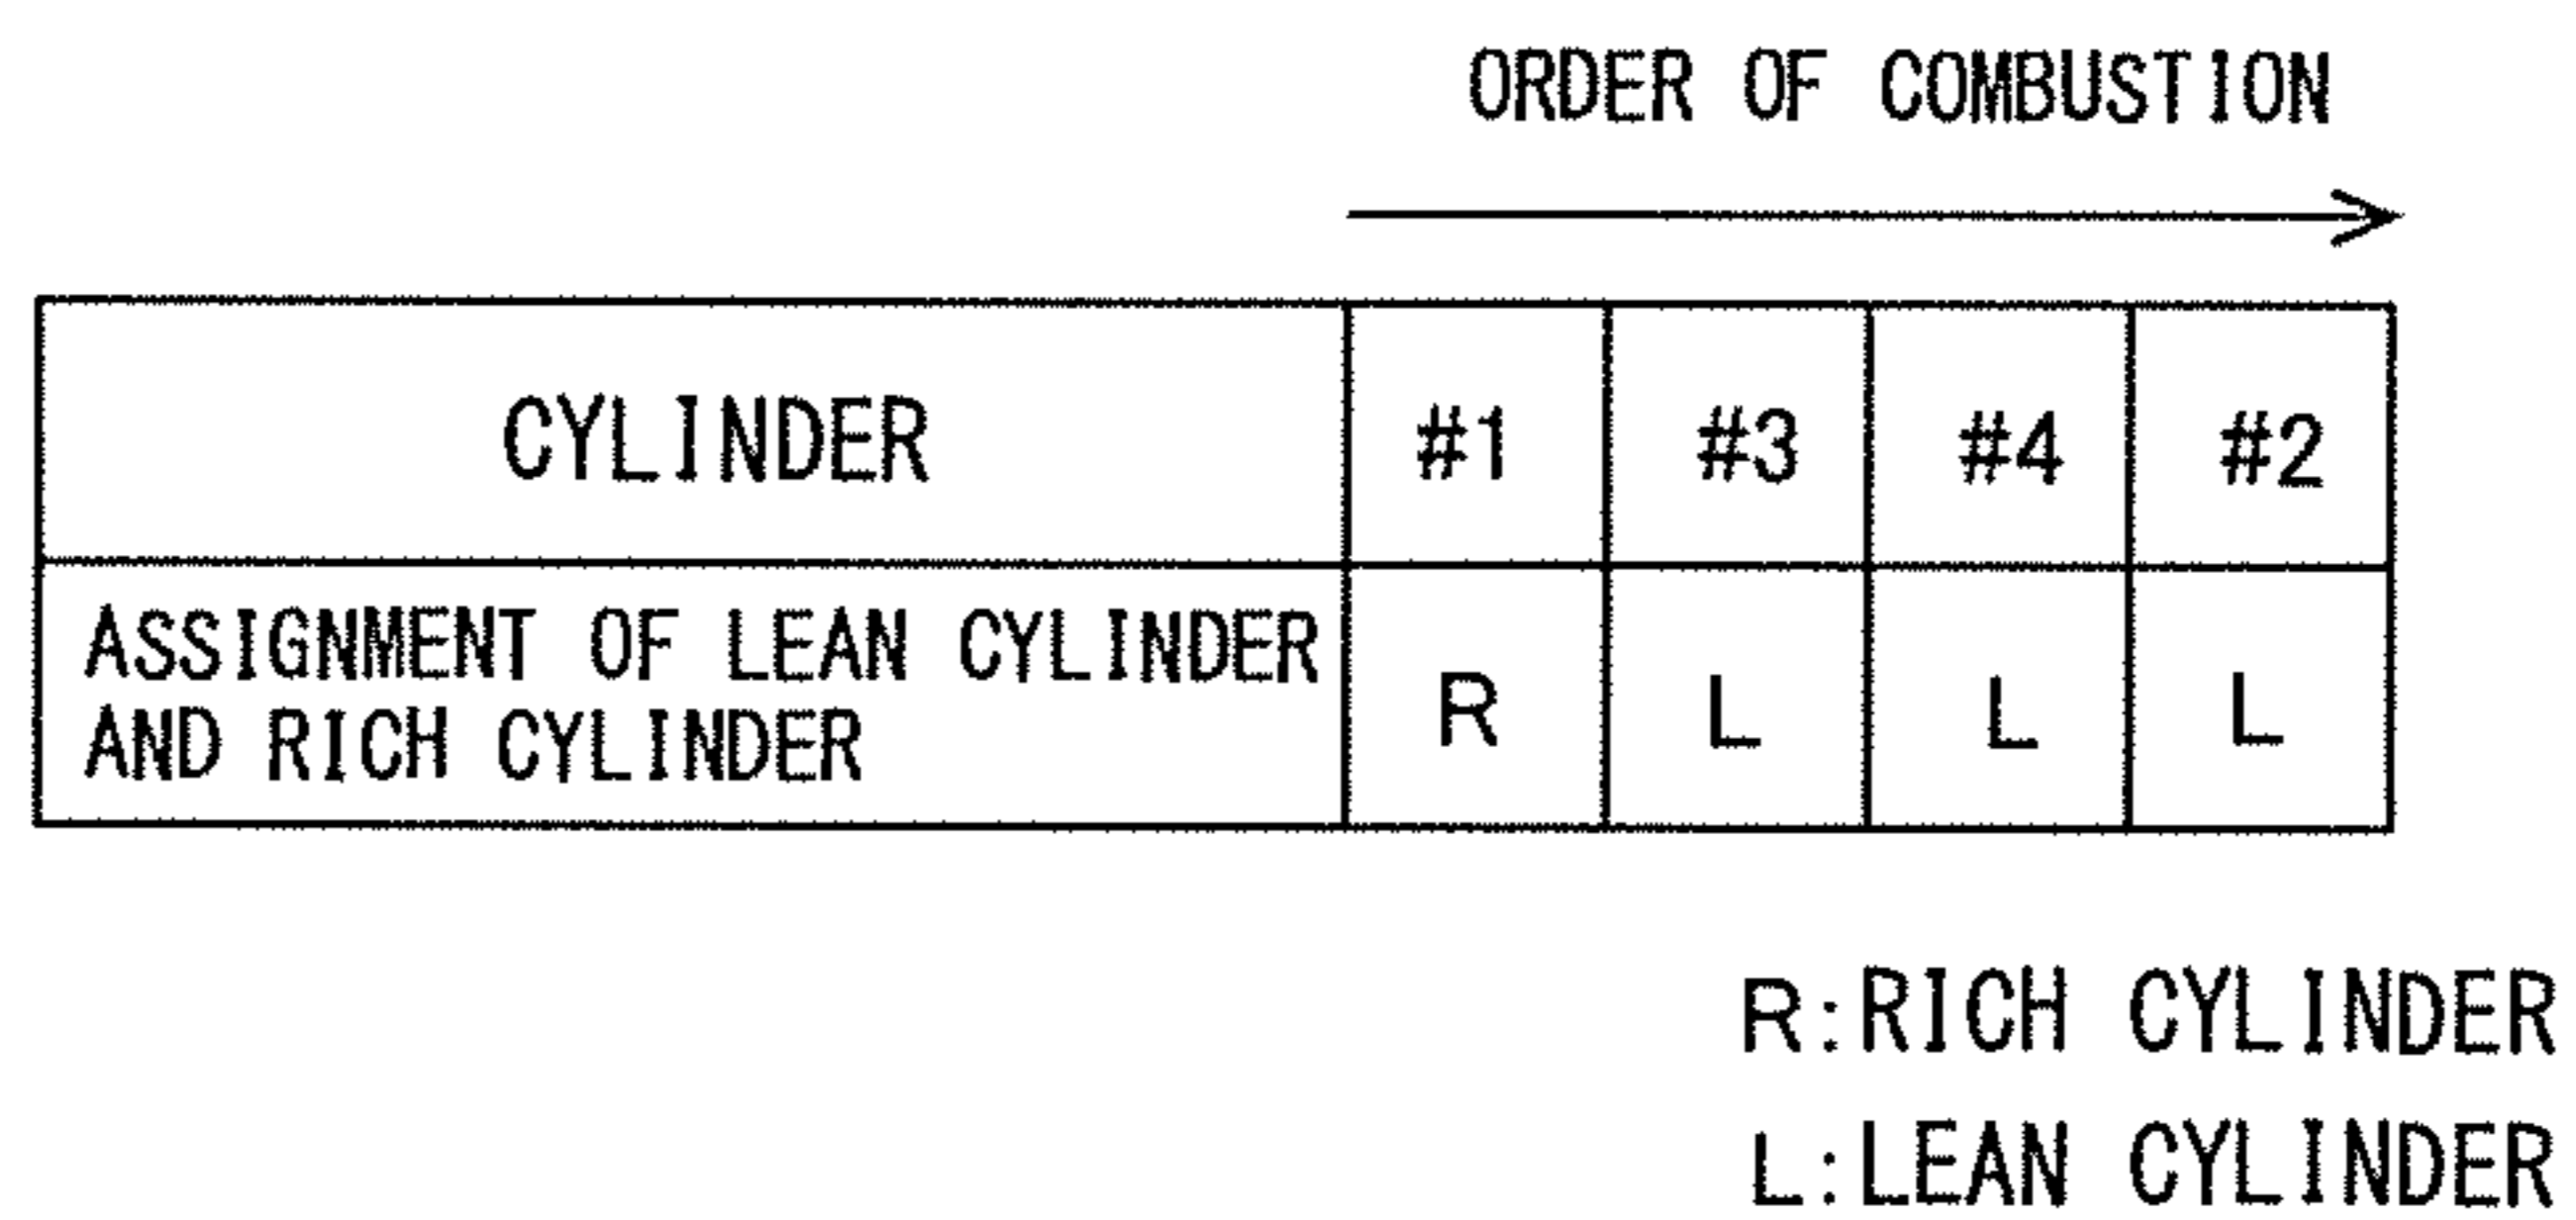 ORDER OF COMBUSTION
CYLINDER #1 #3 #4 #2
ASSIGNMENT OF LEAN CYLINDER
AND RICH CYLINDER
R L L L
R:RICH CYLINDER
L:LEAN CYLINDER